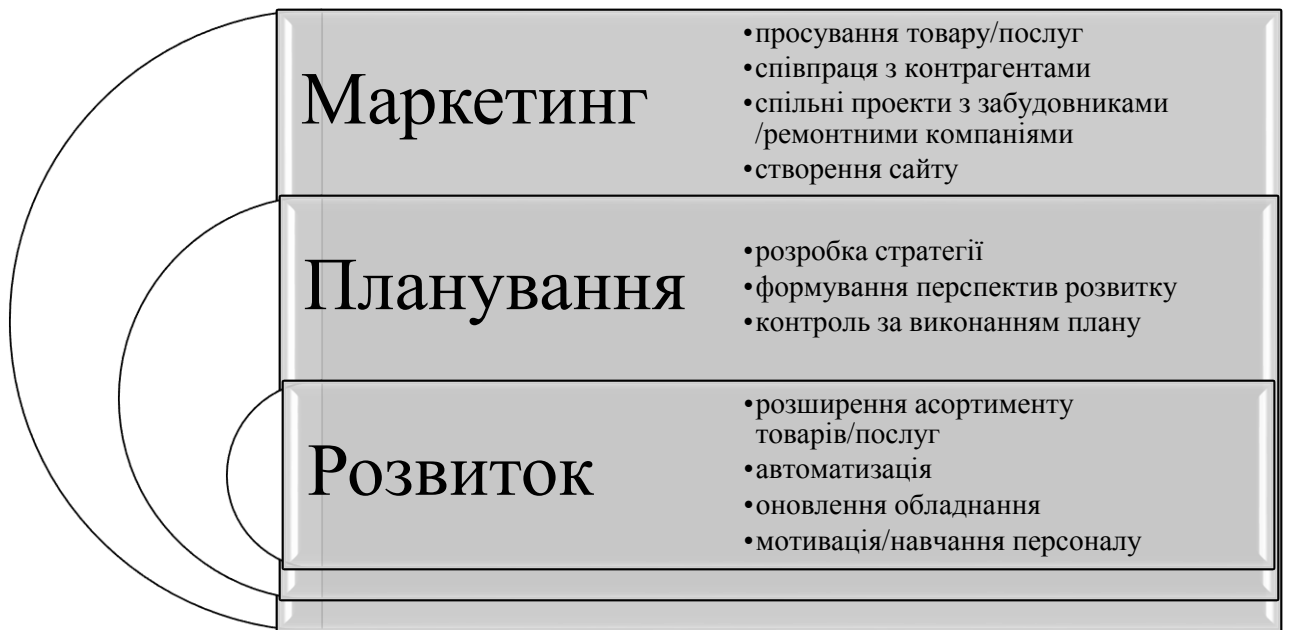 Маркетинг
•просування товару/послуг
•співпраця з контрагентами
•спільні проекти з забудовниками
/ремонтними компаніями
•створення сайту
Планування
•розробка стратегії
•формування перспектив розвитку
•контроль за виконанням плану
Розвиток
•розширення асортименту
товарів/послуг
•автоматизація
•оновлення обладнання
•мотивація/навчання персоналу